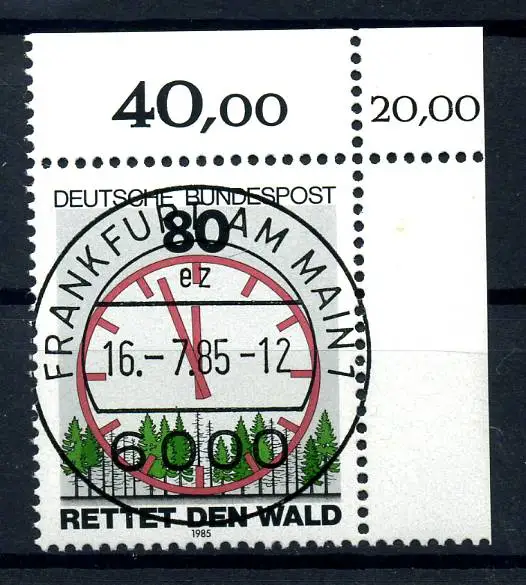 40,00
20,00
DEUTSCHE BUNDESPOST
80
FRANKFURT AM MAIN 1
ez
16.-7.85-12
6000
RETTET DEN WALD
1985